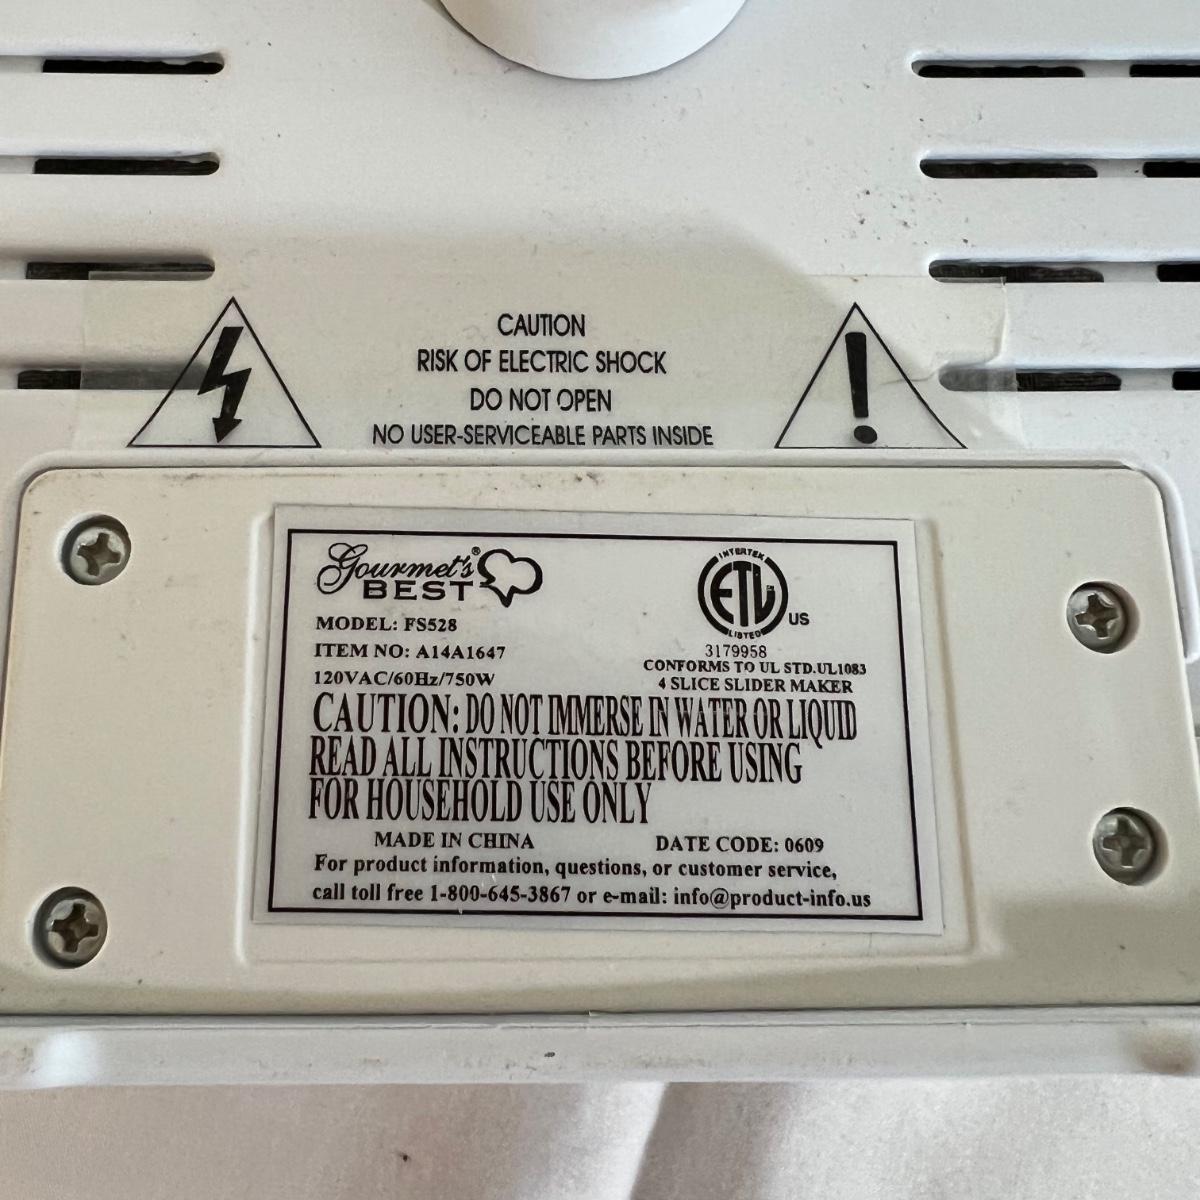 CAUTION
RISK OF ELECTRIC SHOCK
DO NOT OPEN
NO USER-SERVICEABLE PARTS INSIDE
Gourmet's®
BEST
INTERTEK
ETL
LISTED
US
MODEL: FS528
3179958
ITEM NO: A14A1647
CONFORMS TO UL STD.UL1083
120VAC/60Hz/750W
4 SLICE SLIDER MAKER
CAUTION: DO NOT IMMERSE IN WATER OR LIQUID
READ ALL INSTRUCTIONS BEFORE USING
FOR HOUSEHOLD USE ONLY
MADE IN CHINA
DATE CODE: 0609
For product information, questions, or customer service,
call toll free 1-800-645-3867 or e-mail: info@product-info.us